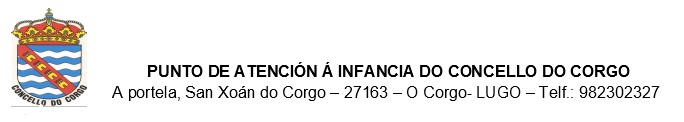 PUNTO DE ATENCIÓN Á INFANCIA DO CONCELLO DO CORGO
A portela, San Xoán do Corgo – 27163 – O Corgo- LUGO – Telf.: 982302327
CONCELLO DO CORGO